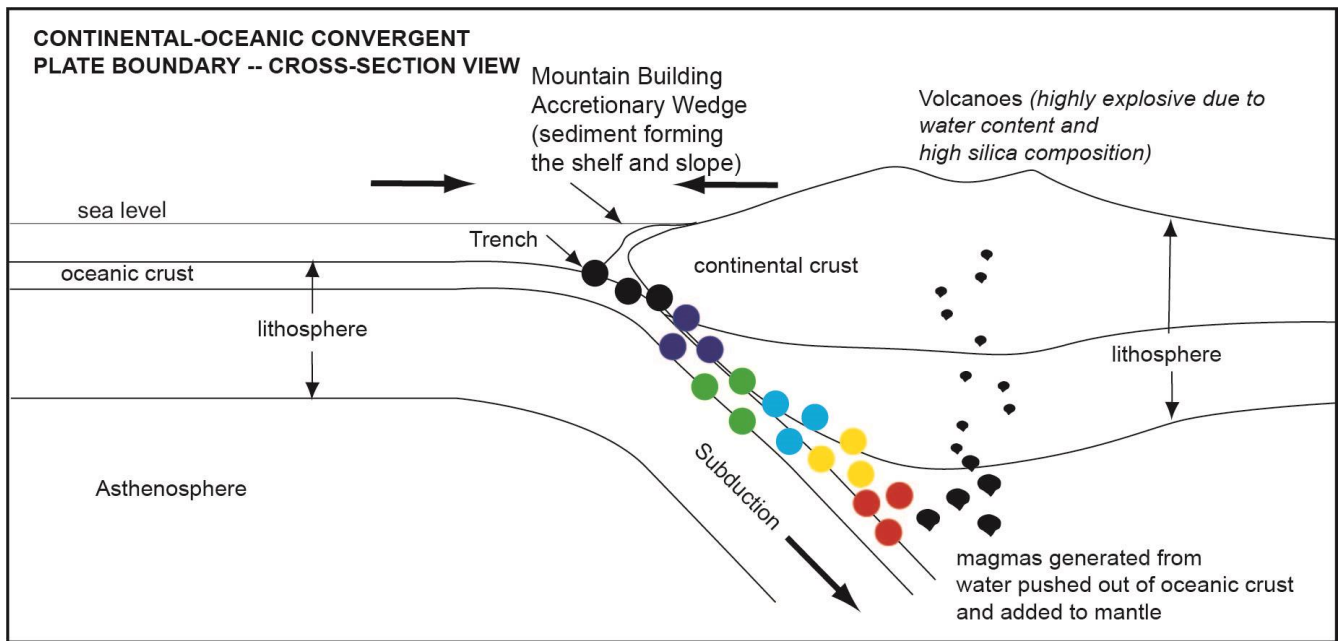 CONTINENTAL-OCEANIC CONVERGENT
PLATE BOUNDARY -- CROSS-SECTION VIEW
Mountain Building
Accretionary Wedge
(sediment forming
the shelf and slope)
Volcanoes (highly explosive due to
water content and
high silica composition)
sea level
Trench
oceanic crust
continental crust
lithosphere
lithosphere
Asthenosphere
Subduction
magmas generated from
water pushed out of oceanic crust
and added to mantle